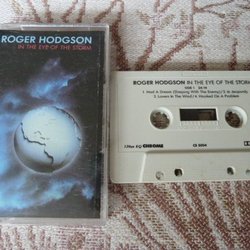 ROGER HODGSON
IN THE EYE OF THE STORM
ROGER HODGSON IN THE EYE OF THE STORM
SIDE 1
1. Had A Dream (Sleeping With The Enemy) / 2. In Jeopardy,
3. Lovers In The Wind / 4. Hooked On A Problem
CHROME
CS 5004